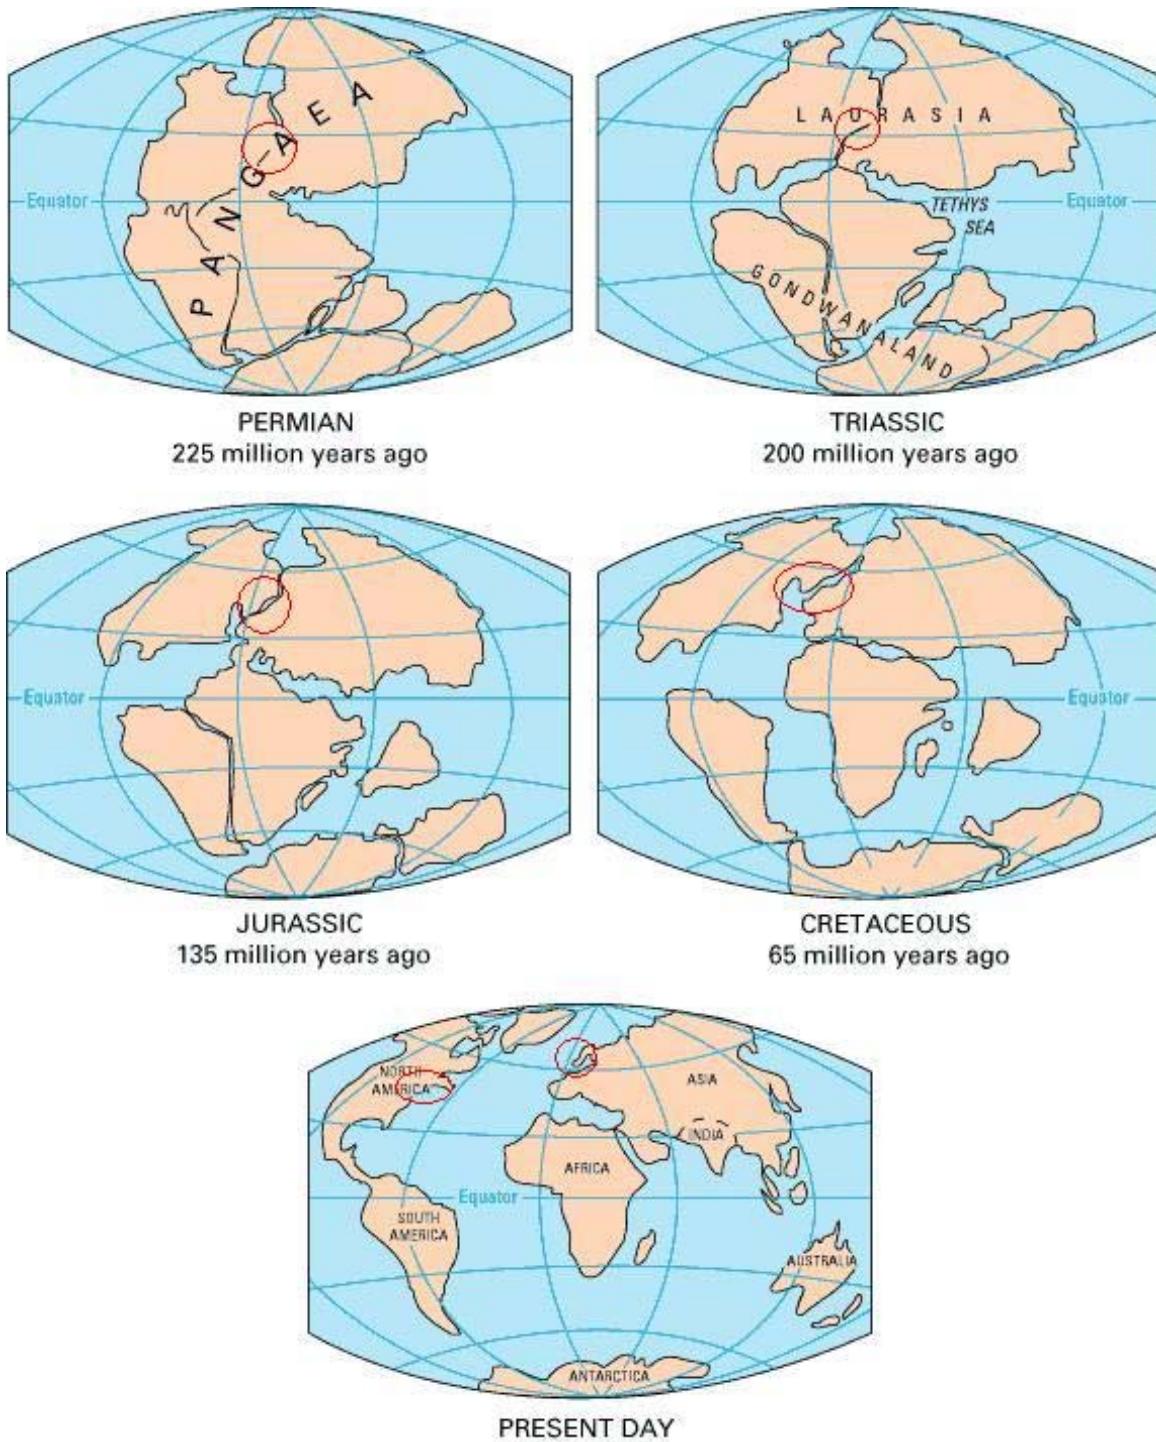 PANGAEA
Equator
PERMIAN
225 million years ago
LAURASIA
TETHYS
SEA
Equator
GONDWANALAND
TRIASSIC
200 million years ago
Equator
JURASSIC
135 million years ago
Equator
CRETACEOUS
65 million years ago
NORTH
AMERICA
ASIA
INDIA
AFRICA
Equator
SOUTH
AMERICA
AUSTRALIA
ANTARCTICA
PRESENT DAY